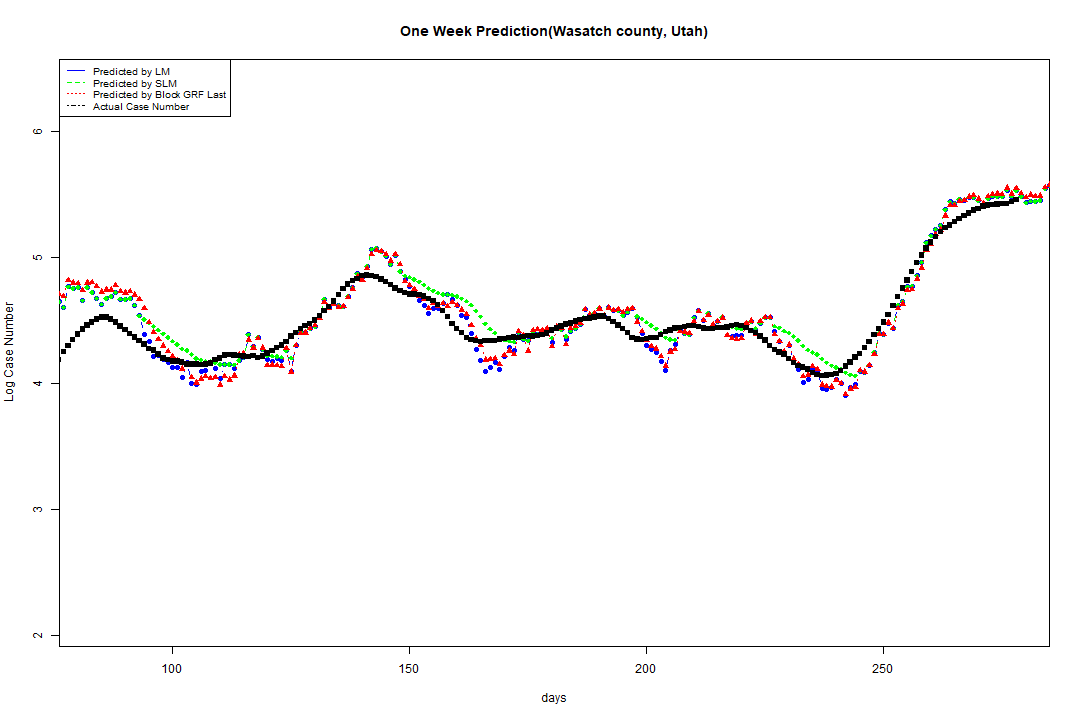 One Week Prediction(Wasatch county, Utah)
Predicted by LM
Predicted by SLM
Predicted by Block GRF Last
Actual Case Number
6
5
4
3
2
Log Case Number
100 150 200 250
days